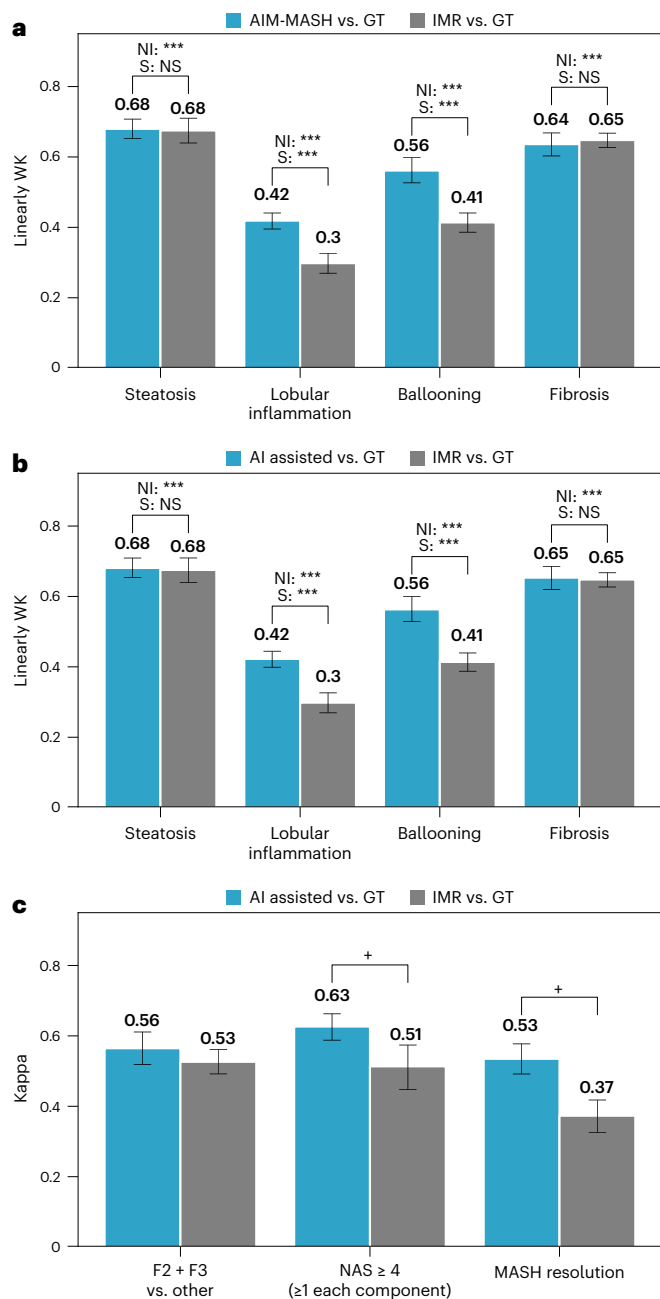 a
AIM-MASH vs. GT IMR vs. GT
Linearly WK
0.8
0.6
0.4
0.2
0
NI: ***
S: NS
0.68 0.68
NI: ***
S: ***
0.42 0.3
NI: ***
S: ***
0.56 0.41
NI: ***
S: NS
0.64 0.65
Steatosis
Lobular
inflammation
Ballooning
Fibrosis
b
AI assisted vs. GT IMR vs. GT
Linearly WK
0.8
0.6
0.4
0.2
0
NI: ***
S: NS
0.68 0.68
NI: ***
S: ***
0.42 0.3
NI: ***
S: ***
0.56 0.41
NI: ***
S: NS
0.65 0.65
Steatosis
Lobular
inflammation
Ballooning
Fibrosis
c
AI assisted vs. GT IMR vs. GT
Kappa
0.8
0.6
0.4
0.2
0
0.56 0.53
+
0.63 0.51
+
0.53 0.37
F2 + F3
vs. other
NAS ≥ 4
(≥1 each component)
MASH resolution